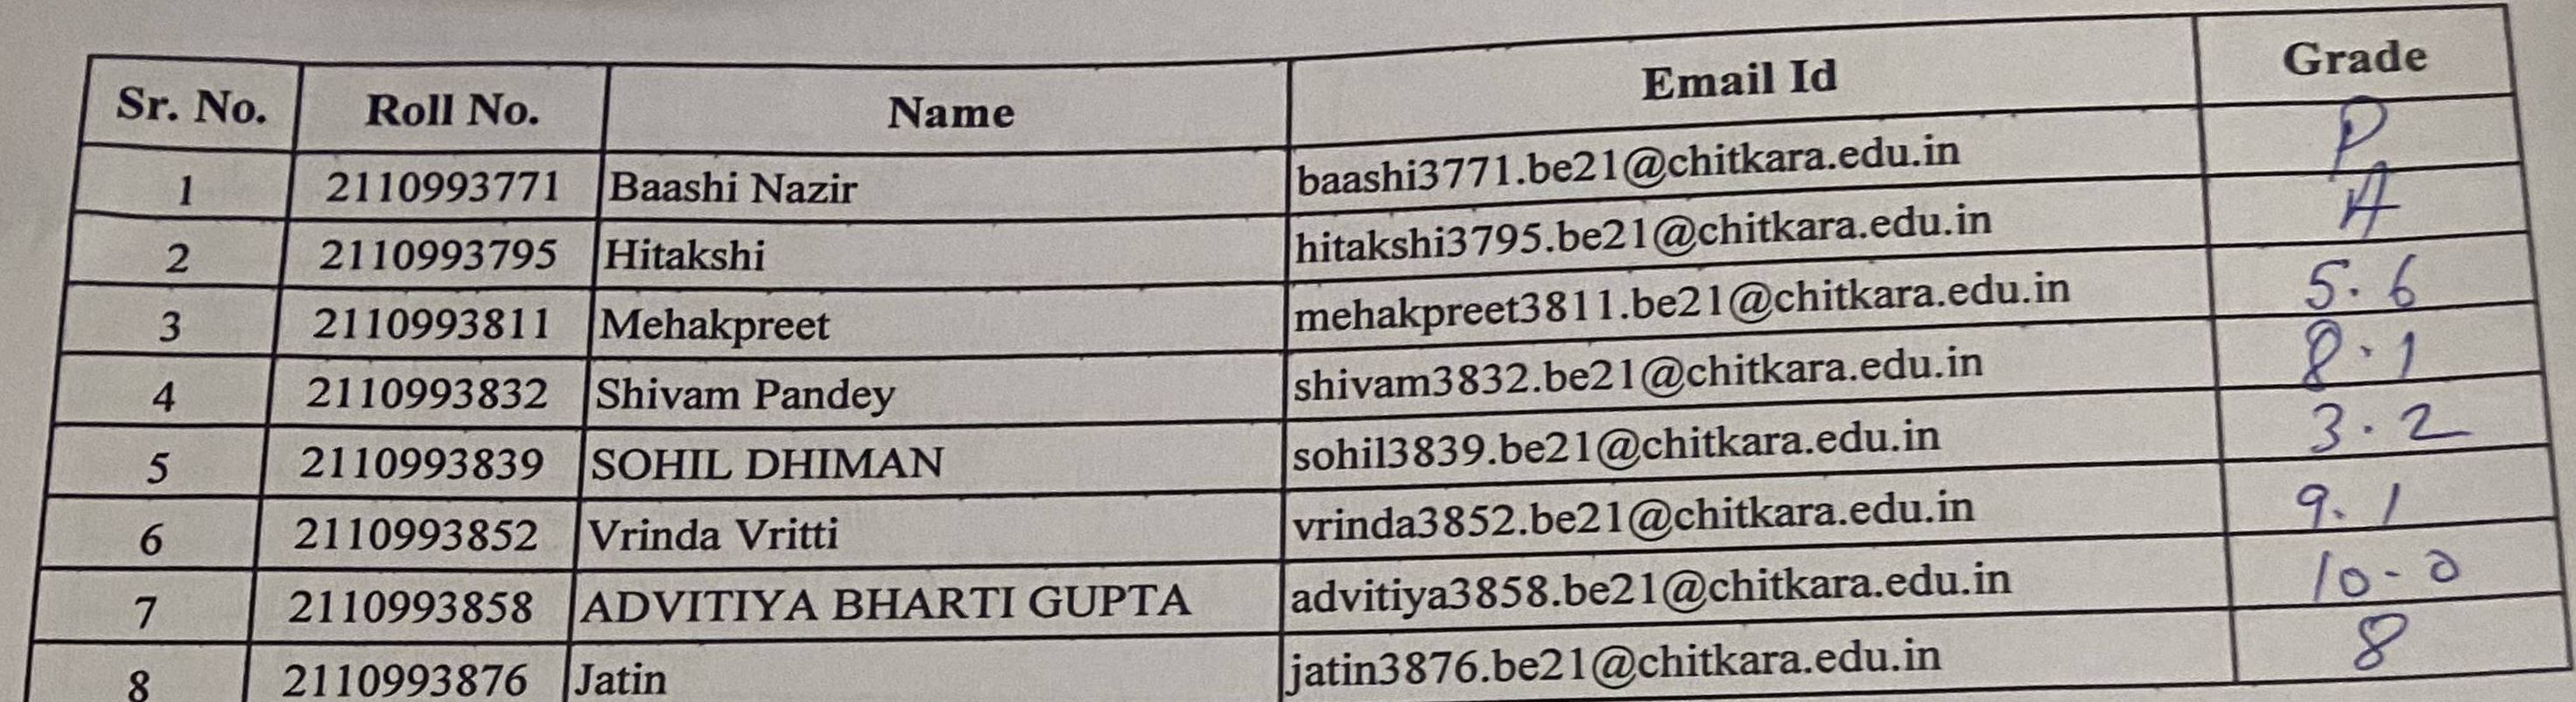 Sr. No. Roll No. Name Email Id Grade
1 2110993771 Baashi Nazir baashi3771.be21@chitkara.edu.in P
2 2110993795 Hitakshi hitakshi3795.be21@chitkara.edu.in A
3 2110993811 Mehakpreet mehakpreet3811.be21@chitkara.edu.in 5.6
4 2110993832 Shivam Pandey shivam3832.be21@chitkara.edu.in 8.1
5 2110993839 SOHIL DHIMAN sohil3839.be21@chitkara.edu.in 3.2
6 2110993852 Vrinda Vritti vrinda3852.be21@chitkara.edu.in 9.1
7 2110993858 ADVITIYA BHARTI GUPTA advitiya3858.be21@chitkara.edu.in 10-0
8 2110993876 Jatin jatin3876.be21@chitkara.edu.in 8